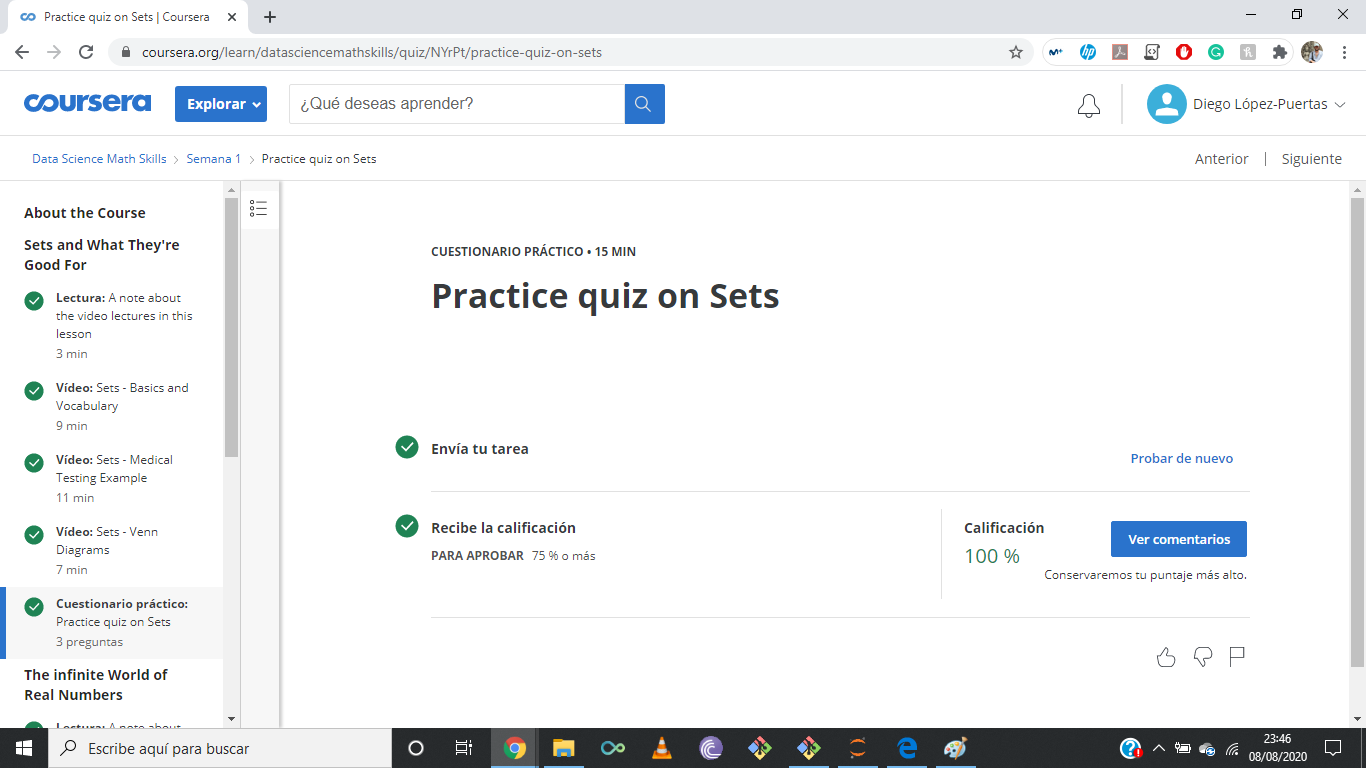 Practice quiz on Sets | Coursera
coursera.org/learn/datasciencemathskills/quiz/NYrPt/practice-quiz-on-sets
coursera
Explorar
¿Qué deseas aprender?
Diego López-Puertas
Data Science Math Skills > Semana 1 > Practice quiz on Sets
Anterior | Siguiente
About the Course
Sets and What They're
Good For
Lectura: A note about
the video lectures in this
lesson
3 min
Vídeo: Sets - Basics and
Vocabulary
9 min
Vídeo: Sets - Medical
Testing Example
11 min
Vídeo: Sets - Venn
Diagrams
7 min
Cuestionario práctico:
Practice quiz on Sets
3 preguntas
The infinite World of
Real Numbers
Lectura: A note about
CUESTIONARIO PRÁCTICO • 15 MIN
Practice quiz on Sets
Envía tu tarea
Probar de nuevo
Recibe la calificación
PARA APROBAR 75 % o más
Calificación
100 %
Ver comentarios
Conservaremos tu puntaje más alto.
Escribe aquí para buscar
23:46
08/08/2020